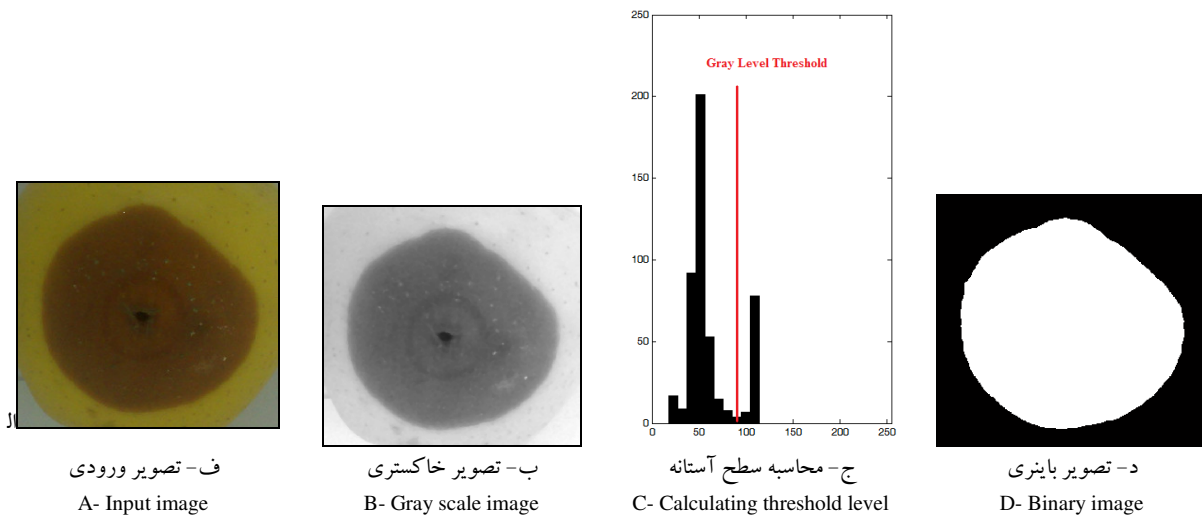 250
200
150
100
50
0
Gray Level Threshold
0 50 100 150 200 250
الف- تصویر ورودی
A- Input image
ب- تصویر خاکستری
B- Gray scale image
ج- محاسبه سطح آستانه
C- Calculating threshold level
د- تصویر باینری
D- Binary image